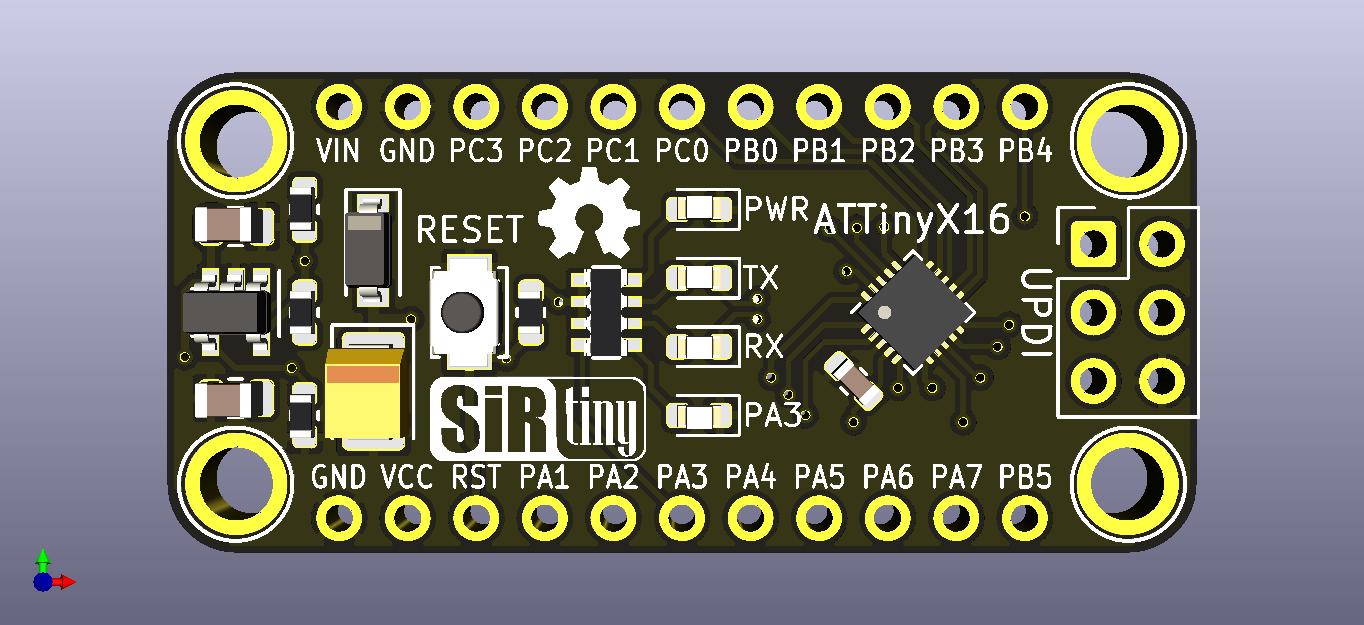 VIN GND PC3 PC2 PC1 PC0 PB0 PB1 PB2 PB3 PB4
RESET
PWR
ATTinyX16
TX
RX
PA3
UPDI
SiR tiny
GND VCC RST PA1 PA2 PA3 PA4 PA5 PA6 PA7 PB5